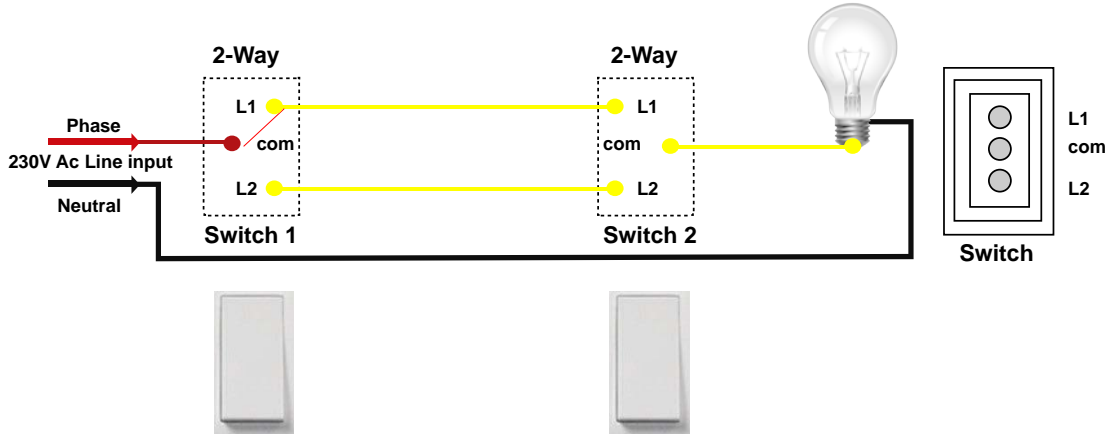 2-Way
2-Way
L1
L1
L1
Phase
com
com
com
230V Ac Line input
L2
L2
L2
Neutral
Switch 1
Switch 2
Switch